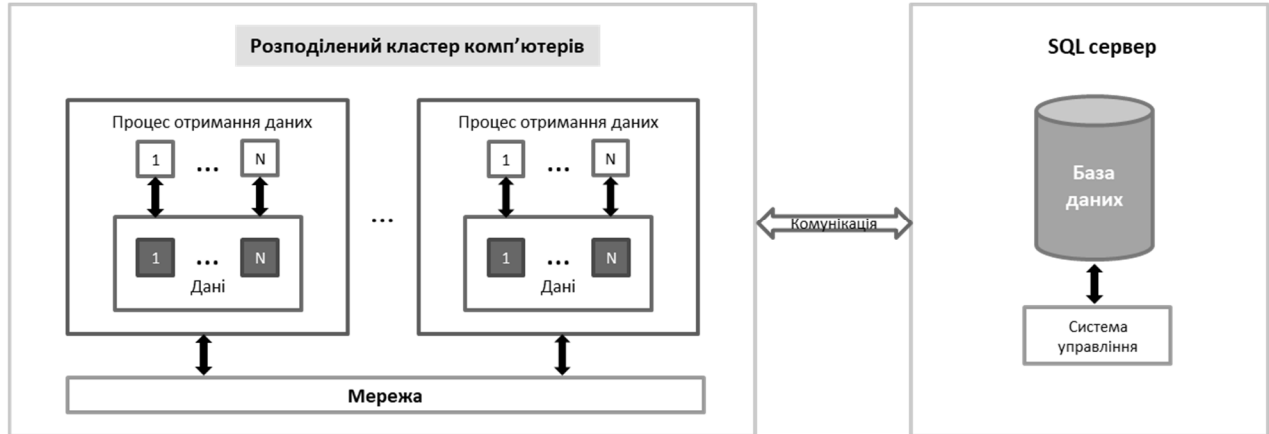 Розподілений кластер комп’ютерів
Процес отримання даних
1 ... N
1 ... N
Дані
...
Процес отримання даних
1 ... N
1 ... N
Дані
Мережа
Комунікація
SQL сервер
База
даних
Система
управління